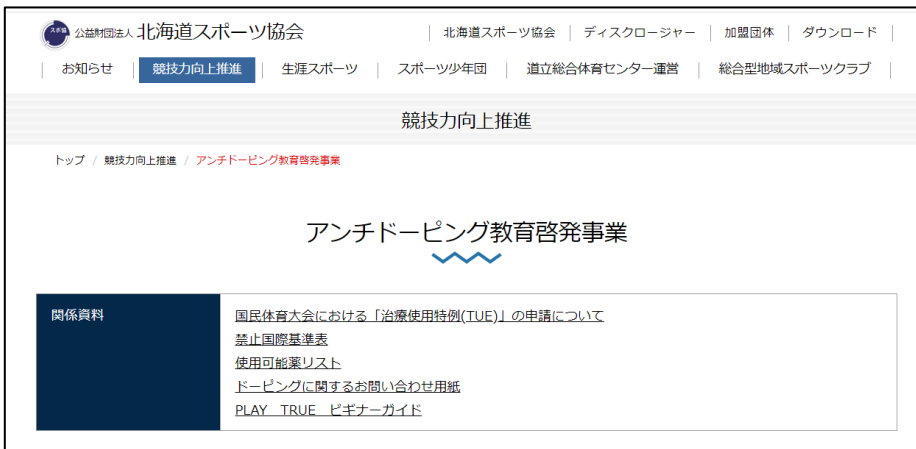 スポ協 公益財団法人 北海道スポーツ協会 | 北海道スポーツ協会 | ディスクロージャー | 加盟団体 | ダウンロード |
| お知らせ | 競技力向上推進 | 生涯スポーツ | スポーツ少年団 | 道立総合体育センター運営 | 総合型地域スポーツクラブ |
競技力向上推進
トップ / 競技力向上推進 / アンチドーピング教育啓発事業
アンチドーピング教育啓発事業
関係資料
国民体育大会における「治療使用特例(TUE)」の申請について
禁止国際基準表
使用可能薬リスト
ドーピングに関するお問い合わせ用紙
PLAY TRUE ビギナーガイド